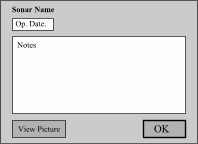 Sonar Name
Op. Date.
Notes
View Picture
OK